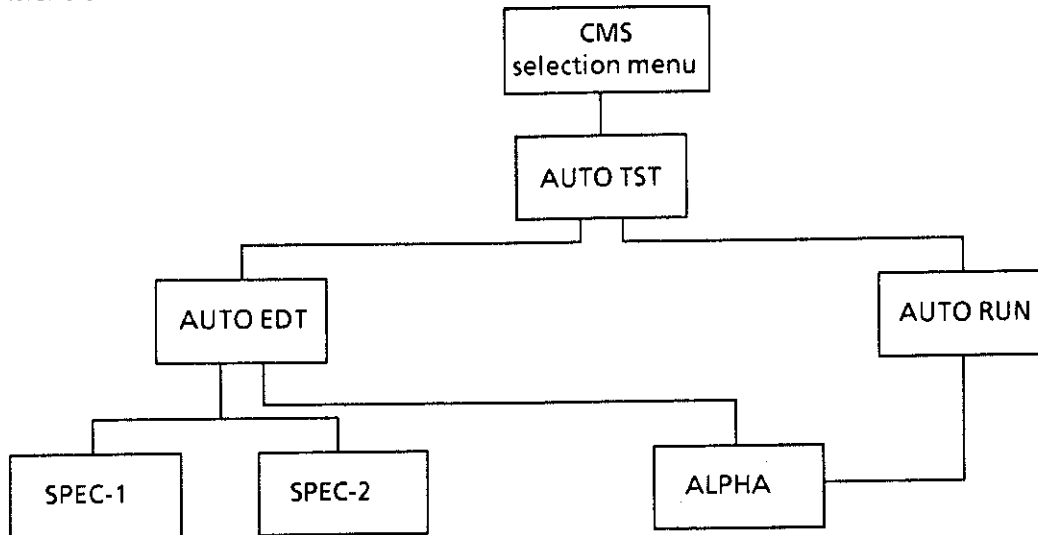 CMS
selection menu
AUTO TST
AUTO EDT
AUTO RUN
SPEC-1
SPEC-2
ALPHA